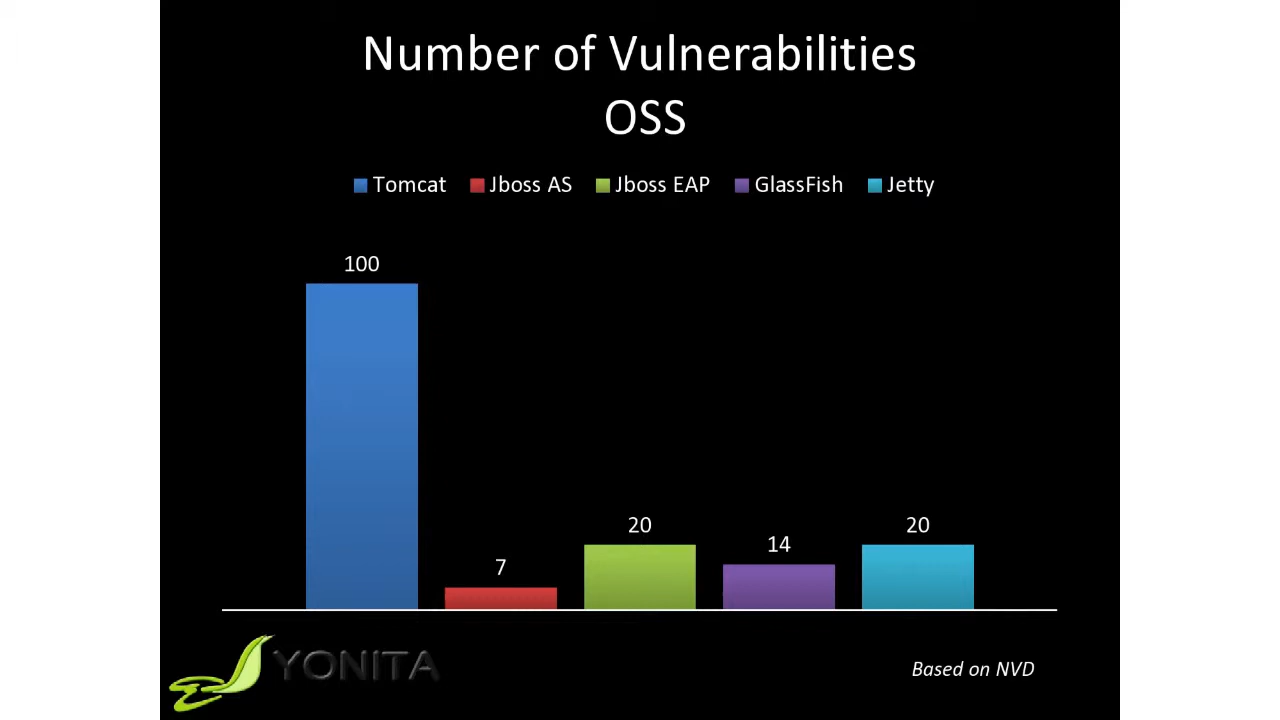 Number of Vulnerabilities
OSS
Tomcat Jboss AS Jboss EAP GlassFish Jetty
100
7
20
14
20
YONITA
Based on NVD